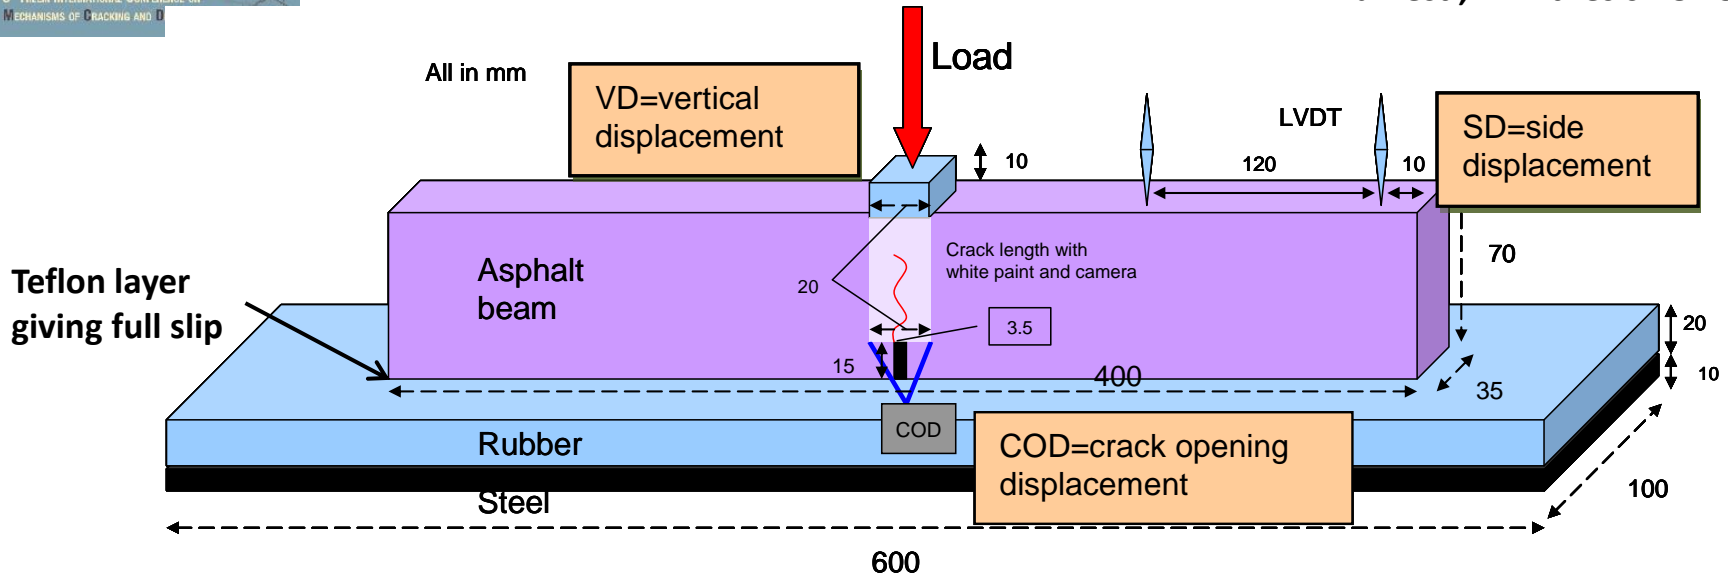 MECHANISMS OF CRACKING AND D
All in mm
Load
VD=vertical
displacement
10
LVDT
120
10
SD=side
displacement
Teflon layer
giving full slip
Asphalt
beam
Crack length with
white paint and camera
20
3.5
15
70
400
35
20
10
COD
Rubber
COD=crack opening
displacement
Steel
100
600